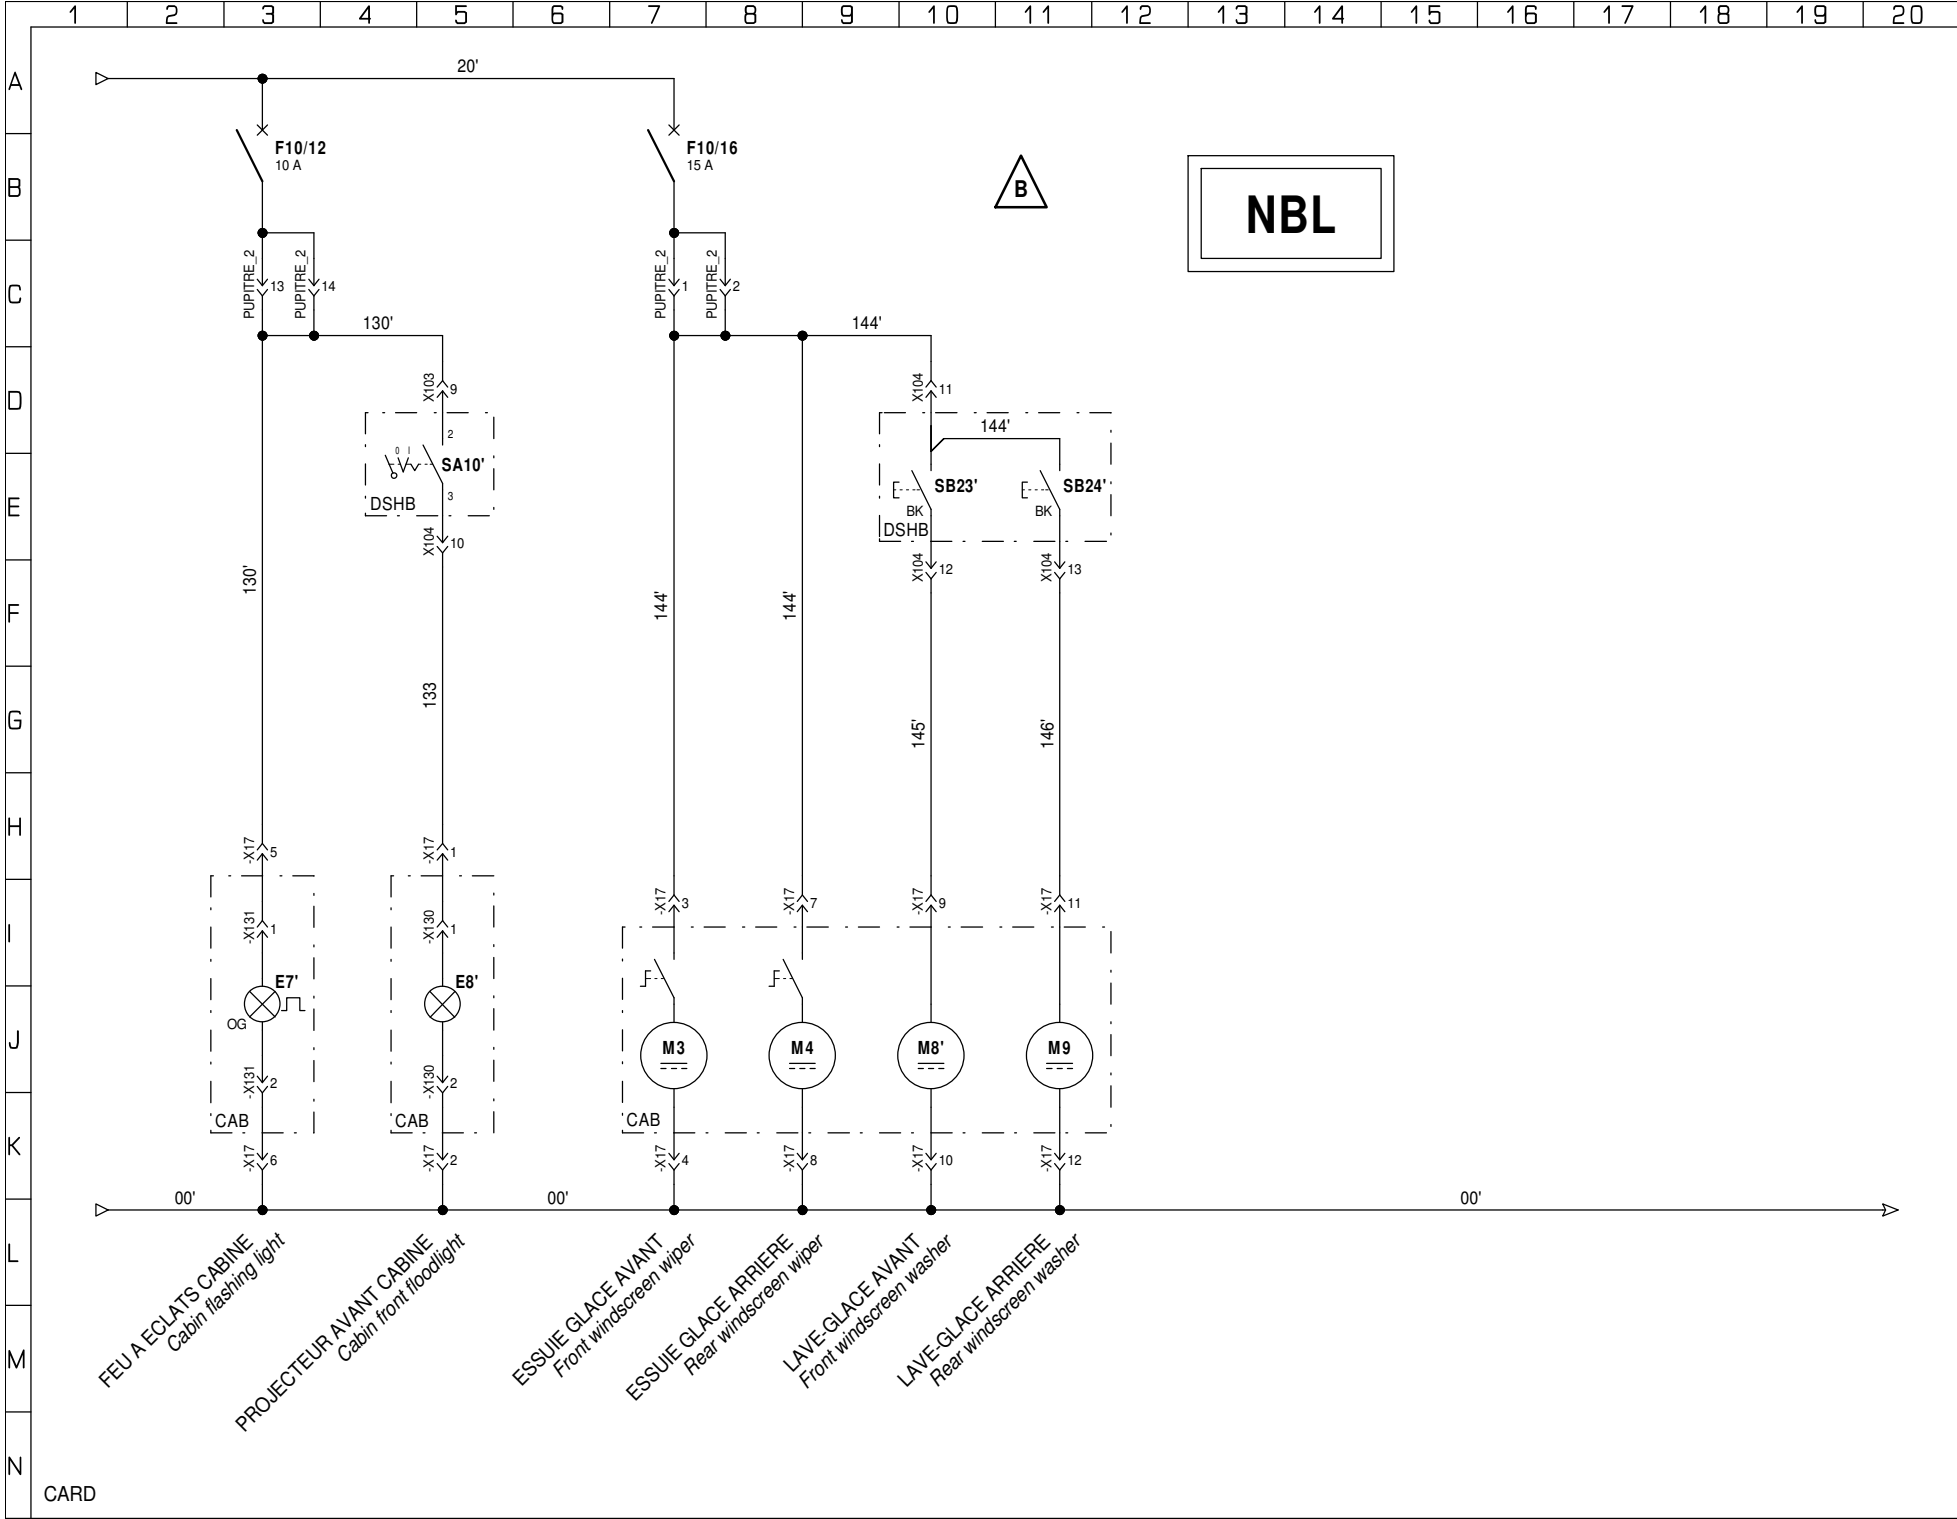 1 2 3 4 5 6 7 8 9 10 11 12 13 14 15 16 17 18 19 20
A
20'
B
F10/12
10 A
F10/16
15 A
B
NBL
C
PUPITRE_2
13
PUPITRE_2
14
PUPITRE_2
1
PUPITRE_2
2
130'
144'
D
X103
9
X104
11
2
144'
0 I
SA10'
3
DSHB
E
SB23'
BK
DSHB
SB24'
BK
X104
10
X104
12
X104
13
F
130'
144'
144'
G
133
145'
146'
H
-X17
5
-X17
1
I
-X17
3
-X17
7
-X17
9
-X17
11
-X131
1
-X130
1
J
E7'
OG
E8'
M3
M4
M8'
M9
-X131
2
-X130
2
CAB
CAB
CAB
K
-X17
6
-X17
2
-X17
4
-X17
8
-X17
10
-X17
12
00'
00'
00'
L
FEU A ECLATS CABINE
Cabin flashing light
PROJECTEUR AVANT CABINE
Cabin front floodlight
ESSUIE GLACE AVANT
Front windscreen wiper
ESSUIE GLACE ARRIERE
Rear windscreen wiper
LAVE-GLACE AVANT
Front windscreen washer
LAVE-GLACE ARRIERE
Rear windscreen washer
M
N
CARD